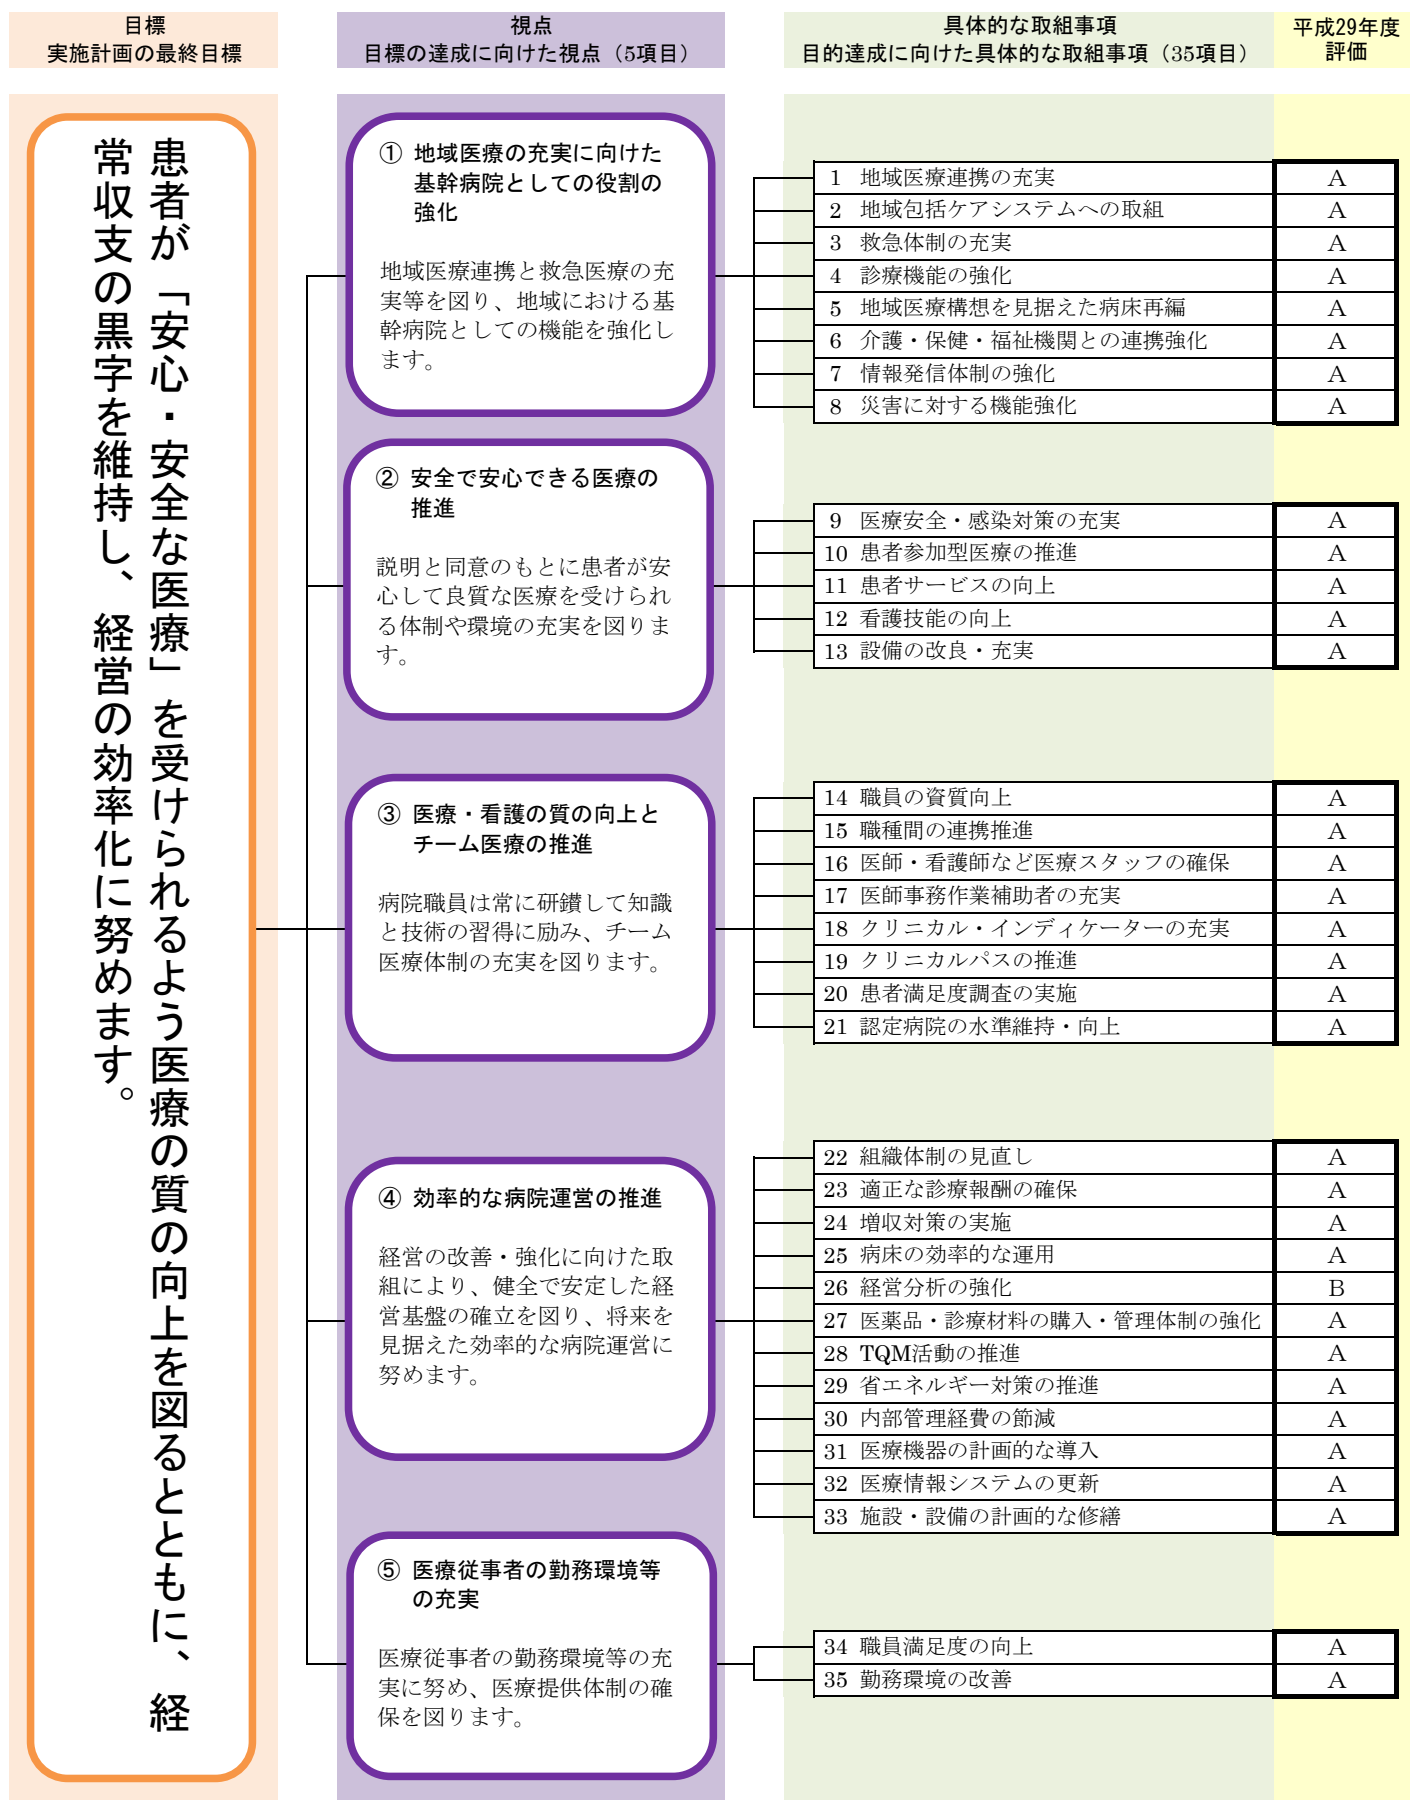 目標
実施計画の最終目標
視点
目標の達成に向けた視点（5項目）
具体的な取組事項
目的達成に向けた具体的な取組事項（35項目）
平成29年度
評価
患者が「安心・安全な医療」を受けられるよう医療の質の向上を図るとともに、経
常収支の黒字を維持し、経営の効率化に努めます。
① 地域医療の充実に向けた
基幹病院としての役割の
強化
地域医療連携と救急医療の充
実等を図り、地域における基
幹病院としての機能を強化し
ます。
1 地域医療連携の充実 A
2 地域包括ケアシステムへの取組 A
3 救急体制の充実 A
4 診療機能の強化 A
5 地域医療構想を見据えた病床再編 A
6 介護・保健・福祉機関との連携強化 A
7 情報発信体制の強化 A
8 災害に対する機能強化 A
② 安全で安心できる医療の
推進
説明と同意のもとに患者が安
心して良質な医療を受けられ
る体制や環境の充実を図りま
す。
9 医療安全・感染対策の充実 A
10 患者参加型医療の推進 A
11 患者サービスの向上 A
12 看護技能の向上 A
13 設備の改良・充実 A
③ 医療・看護の質の向上と
チーム医療の推進
病院職員は常に研鑽して知識
と技術の習得に励み、チーム
医療体制の充実を図ります。
14 職員の資質向上 A
15 職種間の連携推進 A
16 医師・看護師など医療スタッフの確保 A
17 医師事務作業補助者の充実 A
18 クリニカル・インディケーターの充実 A
19 クリニカルパスの推進 A
20 患者満足度調査の実施 A
21 認定病院の水準維持・向上 A
④ 効率的な病院運営の推進
経営の改善・強化に向けた取
組により、健全で安定した経
営基盤の確立を図り、将来を
見据えた効率的な病院運営に
努めます。
22 組織体制の見直し A
23 適正な診療報酬の確保 A
24 増収対策の実施 A
25 病床の効率的な運用 A
26 経営分析の強化 B
27 医薬品・診療材料の購入・管理体制の強化 A
28 TQM活動の推進 A
29 省エネルギー対策の推進 A
30 内部管理経費の節減 A
31 医療機器の計画的な導入 A
32 医療情報システムの更新 A
33 施設・設備の計画的な修繕 A
⑤ 医療従事者の勤務環境等
の充実
医療従事者の勤務環境等の充
実に努め、医療提供体制の確
保を図ります。
34 職員満足度の向上 A
35 勤務環境の改善 A